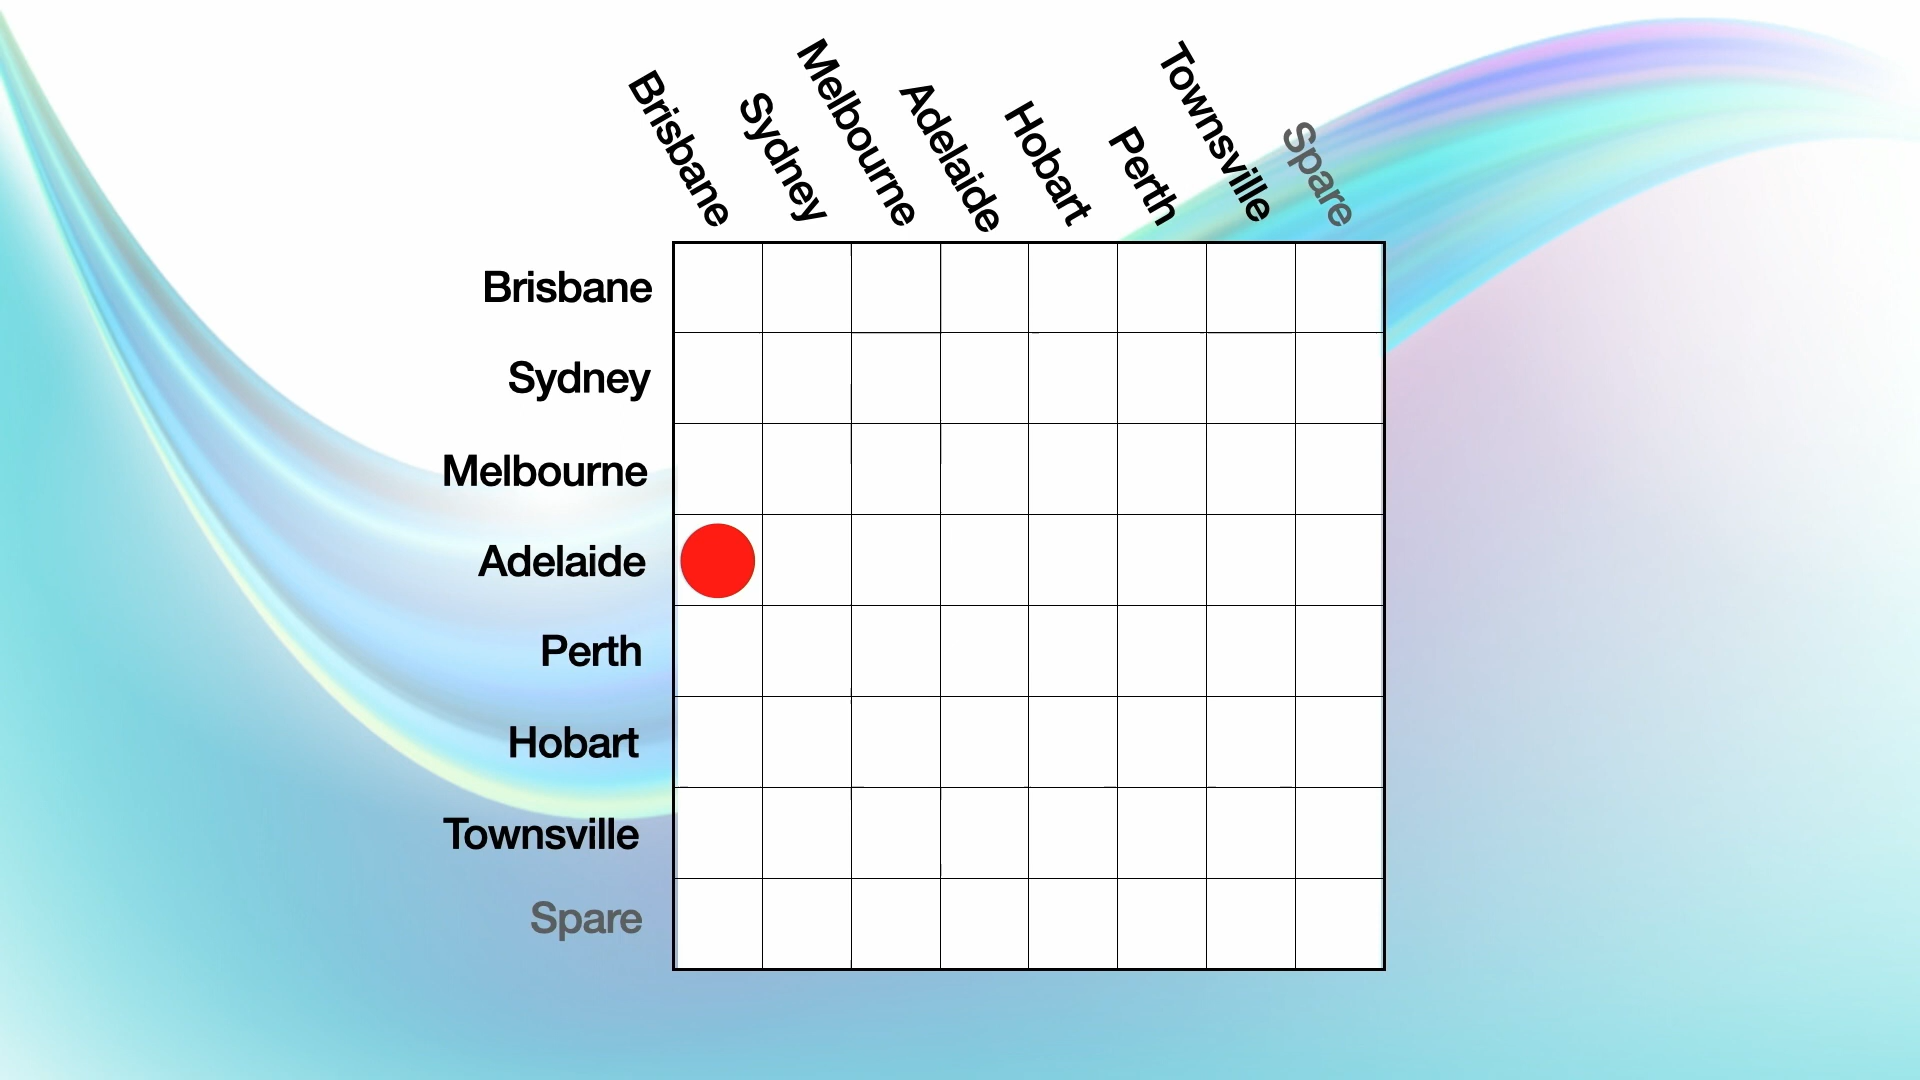 Brisbane
Sydney
Melbourne
Adelaide
Hobart
Perth
Townsville
Spare
Brisbane
Sydney
Melbourne
Adelaide
Perth
Hobart
Townsville
Spare